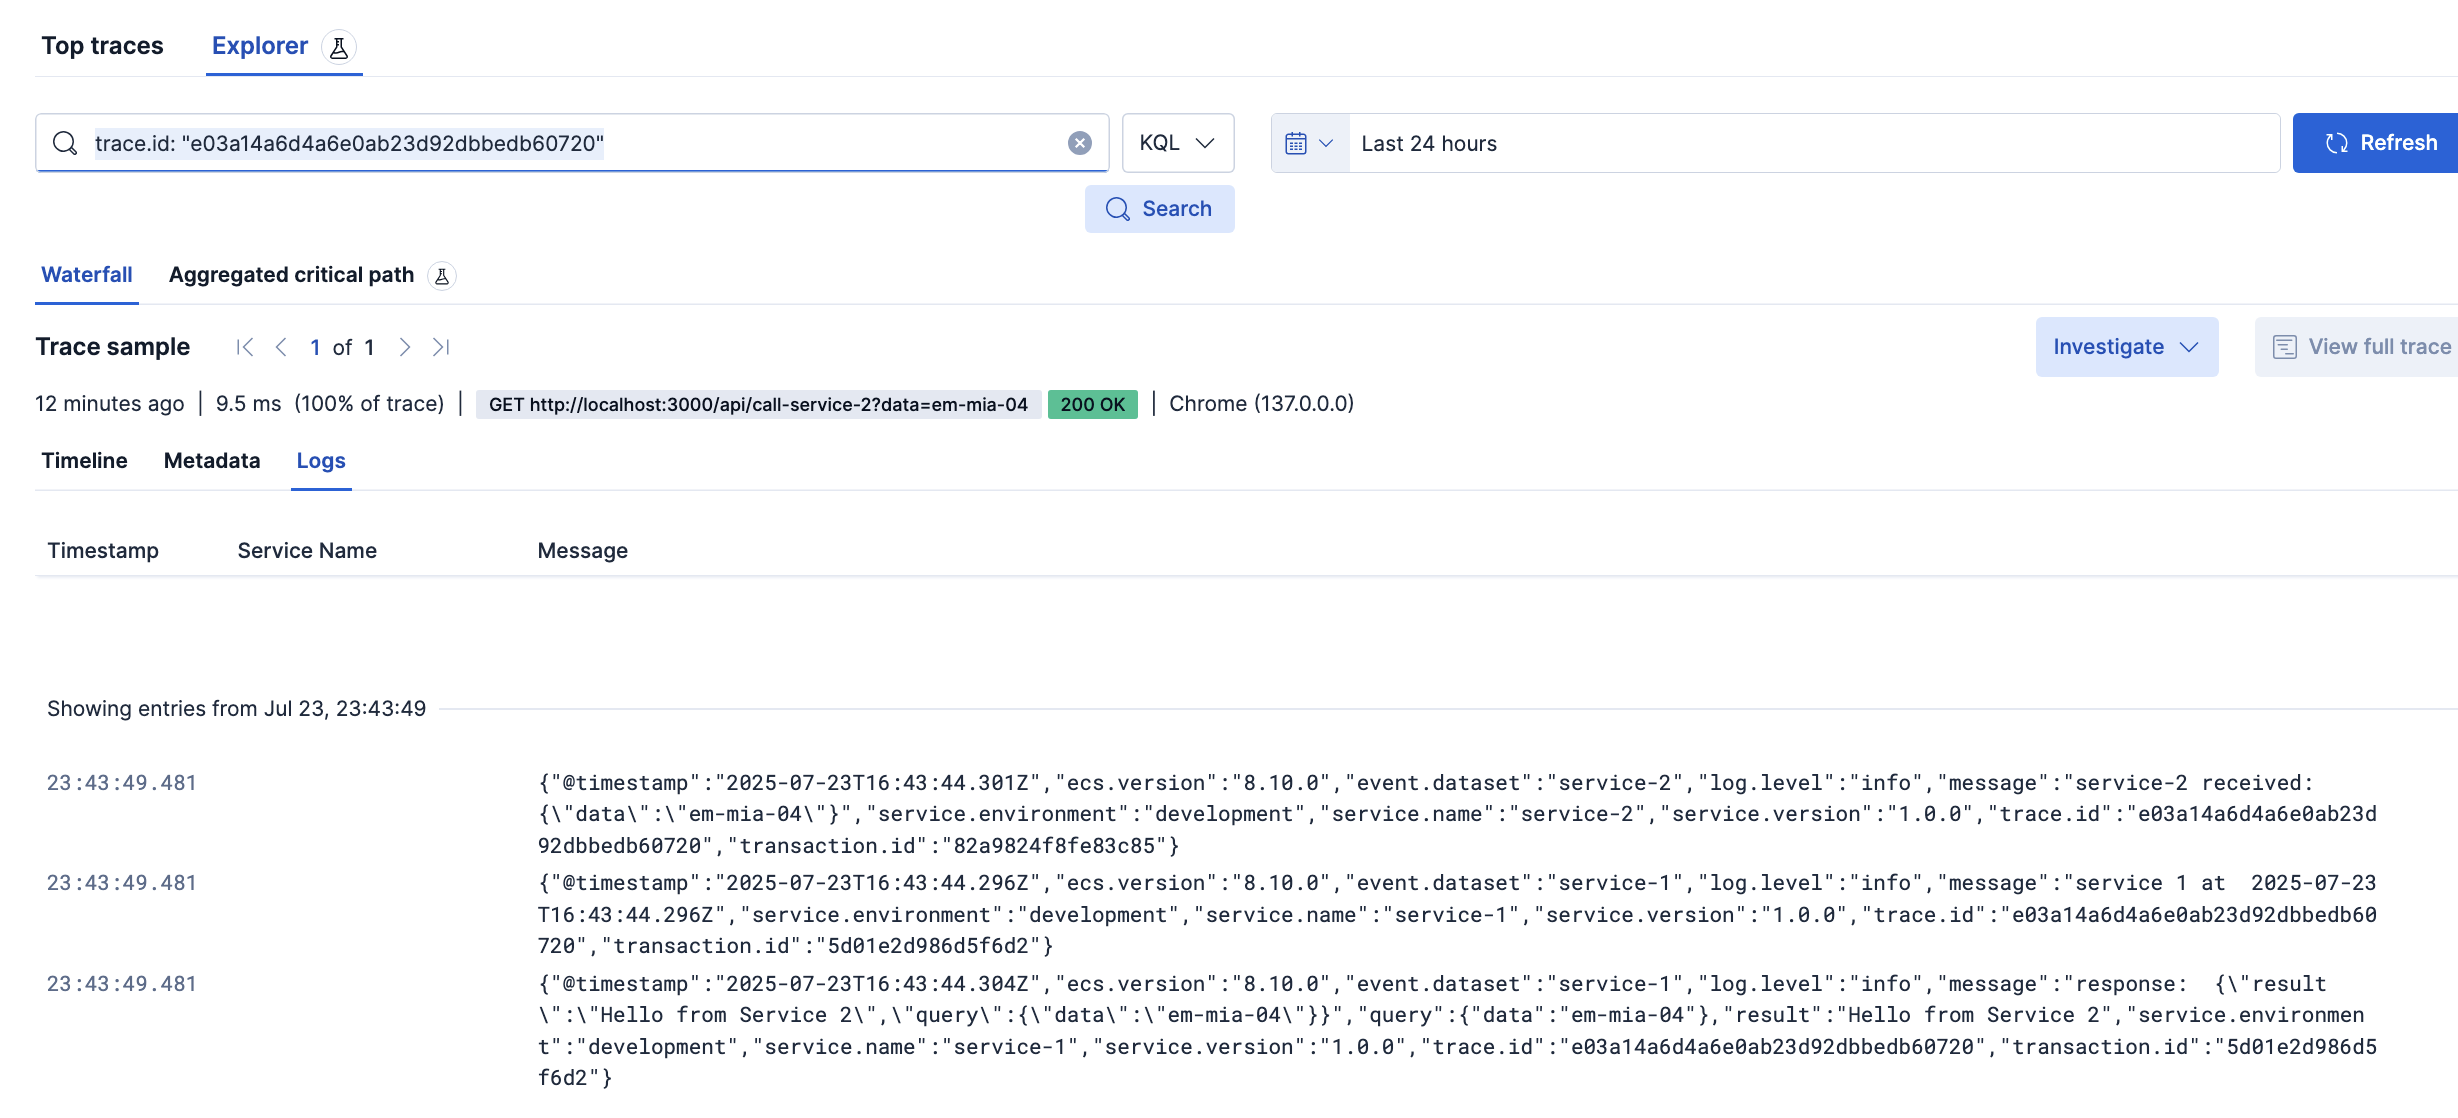 Top traces Explorer
trace.id: "e03a14a6d4a6e0ab23d92dbbedb60720" KQL Last 24 hours Refresh
Search
Waterfall Aggregated critical path
Trace sample 1 of 1 Investigate View full trace
12 minutes ago | 9.5 ms (100% of trace) | GET http://localhost:3000/api/call-service-2?data=em-mia-04 200 OK | Chrome (137.0.0.0)
Timeline Metadata Logs
Timestamp Service Name Message
Showing entries from Jul 23, 23:43:49
23:43:49.481 {"@timestamp":"2025-07-23T16:43:44.301Z","ecs.version":"8.10.0","event.dataset":"service-2","log.level":"info","message":"service-2 received:
{\"data\":\"em-mia-04\"}","service.environment":"development","service.name":"service-2","service.version":"1.0.0","trace.id":"e03a14a6d4a6e0ab23d
92dbbedb60720","transaction.id":"82a9824f8fe83c85"}
23:43:49.481 {"@timestamp":"2025-07-23T16:43:44.296Z","ecs.version":"8.10.0","event.dataset":"service-1","log.level":"info","message":"service 1 at  2025-07-23
T16:43:44.296Z","service.environment":"development","service.name":"service-1","service.version":"1.0.0","trace.id":"e03a14a6d4a6e0ab23d92dbbedb60
720","transaction.id":"5d01e2d986d5f6d2"}
23:43:49.481 {"@timestamp":"2025-07-23T16:43:44.304Z","ecs.version":"8.10.0","event.dataset":"service-1","log.level":"info","message":"response:  {\"result
\":\"Hello from Service 2\",\"query\":{\"data\":\"em-mia-04\"}}","query":{"data":"em-mia-04"},"result":"Hello from Service 2","service.environmen
t":"development","service.name":"service-1","service.version":"1.0.0","trace.id":"e03a14a6d4a6e0ab23d92dbbedb60720","transaction.id":"5d01e2d986d5
f6d2"}